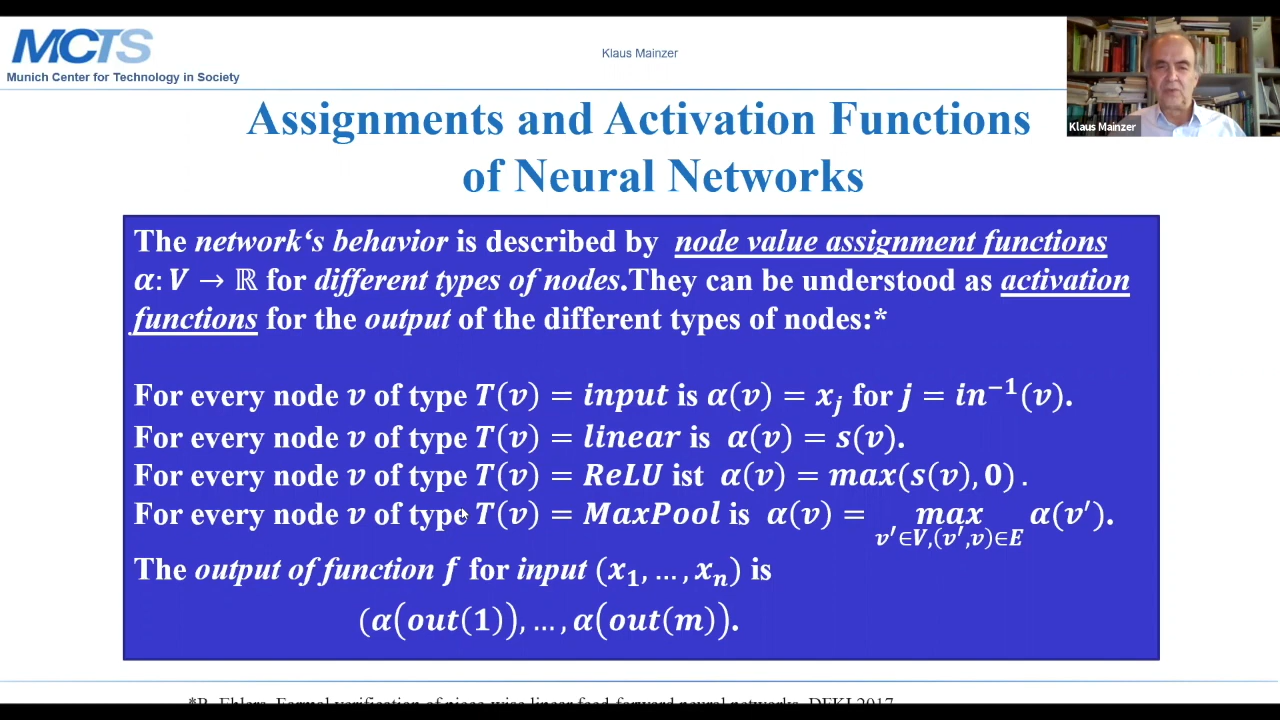 MCTS
Munich Center for Technology in Society
Klaus Mainzer
Klaus Mainzer
Assignments and Activation Functions
of Neural Networks
The network‘s behavior is described by node value assignment functions
α: V → ℝ for different types of nodes.They can be understood as activation
functions for the output of the different types of nodes:*
For every node v of type T(v) = input is α(v) = x_j for j = in⁻¹(v).
For every node v of type T(v) = linear is α(v) = s(v).
For every node v of type T(v) = ReLU ist α(v) = max(s(v), 0) .
For every node v of type T(v) = MaxPool is α(v) = max α(v′).
v′∈V,(v′,v)∈E
The output of function f for input (x₁, … , xₙ) is
(α(out(1)), … , α(out(m)).
*R. Ehlers, Formal verification of piece-wise linear feed-forward neural networks, DFKI 2017